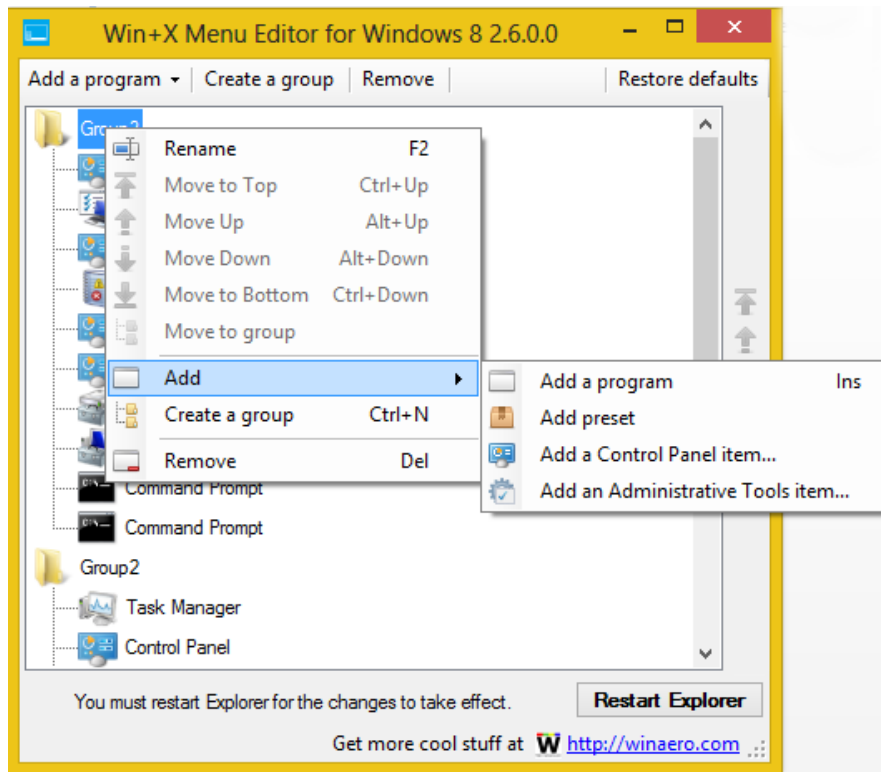 Win+X Menu Editor for Windows 8 2.6.0.0
Add a program Create a group Remove Restore defaults
Rename F2
Move to Top Ctrl+Up
Move Up Alt+Up
Move Down Alt+Down
Move to Bottom Ctrl+Down
Move to group
Add
Create a group Ctrl+N
Remove Del
Add a program Ins
Add preset
Add a Control Panel item...
Add an Administrative Tools item...
Command Prompt
Command Prompt
Group2
Task Manager
Control Panel
You must restart Explorer for the changes to take effect. Restart Explorer
Get more cool stuff at W http://winaero.com